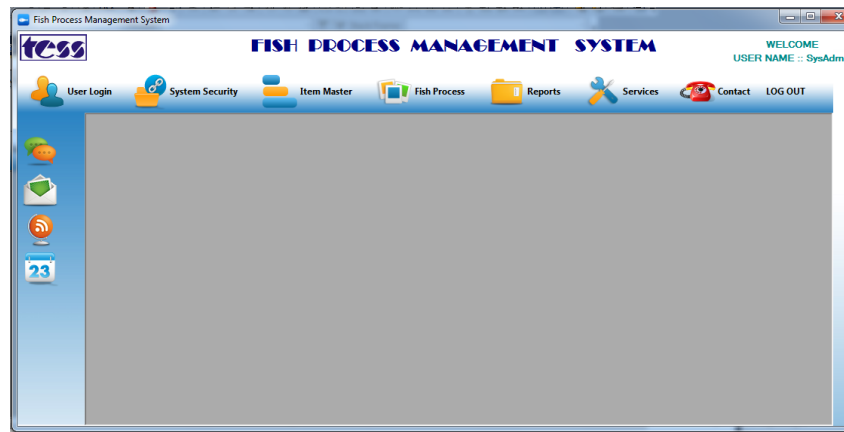 Fish Process Management System
tess
FISH PROCESS MANAGEMENT SYSTEM
WELCOME
USER NAME :: SysAdm
User Login System Security Item Master Fish Process Reports Services Contact LOG OUT
23